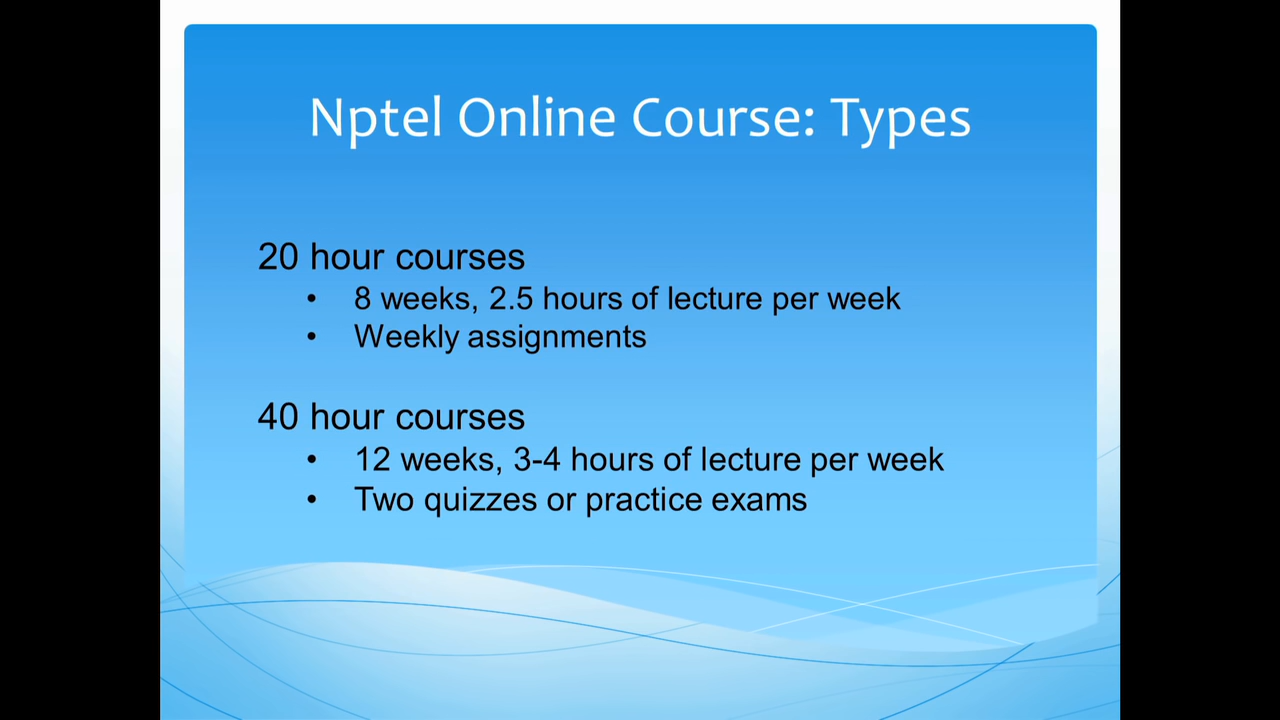 Nptel Online Course: Types
20 hour courses
• 8 weeks, 2.5 hours of lecture per week
• Weekly assignments
40 hour courses
• 12 weeks, 3-4 hours of lecture per week
• Two quizzes or practice exams